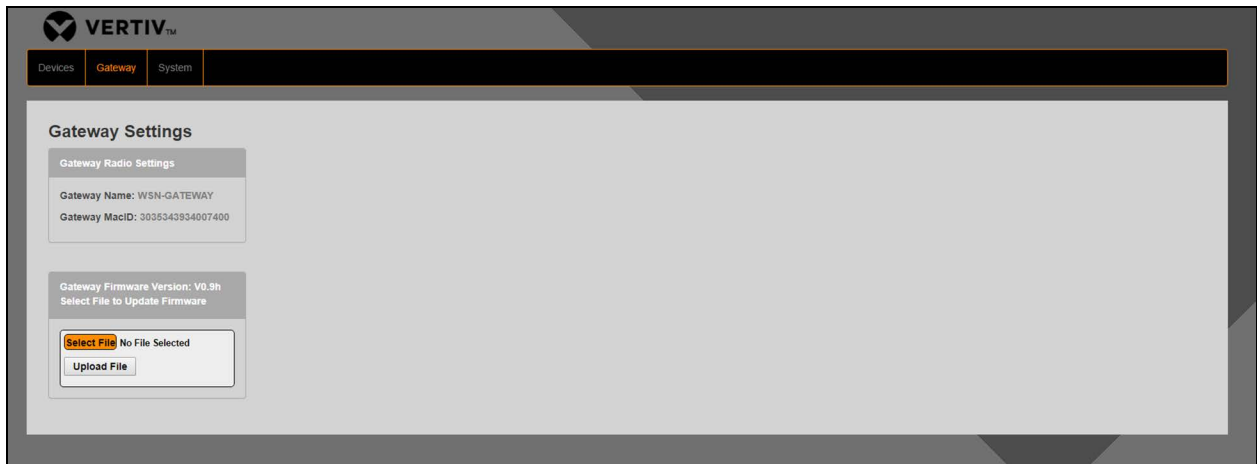 VERTIV™
Devices Gateway System
Gateway Settings
Gateway Radio Settings
Gateway Name: WSN-GATEWAY
Gateway MacID: 3035343934007400
Gateway Firmware Version: V0.9h
Select File to Update Firmware
Select File No File Selected
Upload File